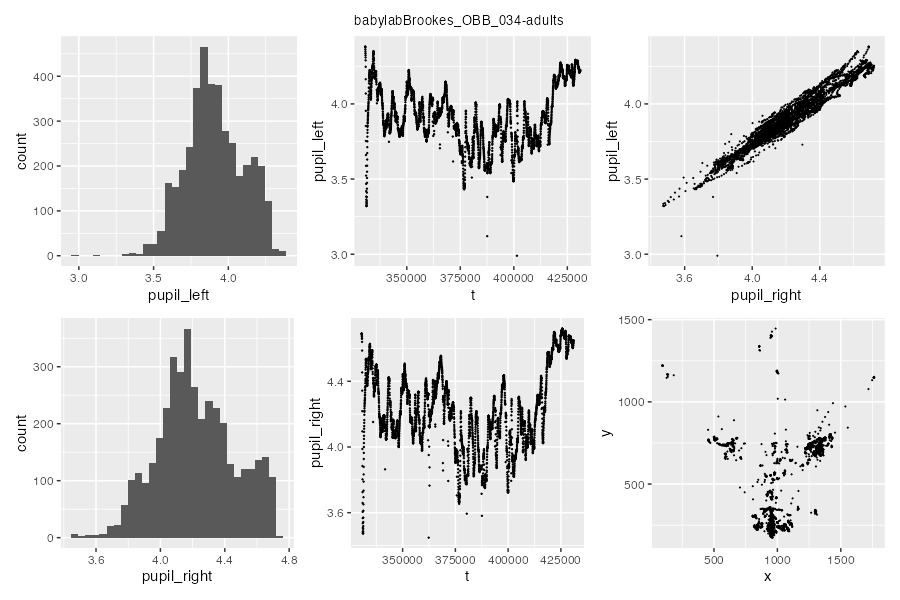 babylabBrookes_OBB_034-adults
count
400
300
200
100
0
3.0 3.5 4.0
pupil_left
pupil_left
4.0
3.5
3.0
350000 375000 400000 425000
t
pupil_left
4.0
3.5
3.0
3.6 4.0 4.4
pupil_right
count
300
200
100
0
3.6 4.0 4.4 4.8
pupil_right
pupil_right
4.4
4.0
3.6
350000 375000 400000 425000
t
y
1500
1000
500
500 1000 1500
x